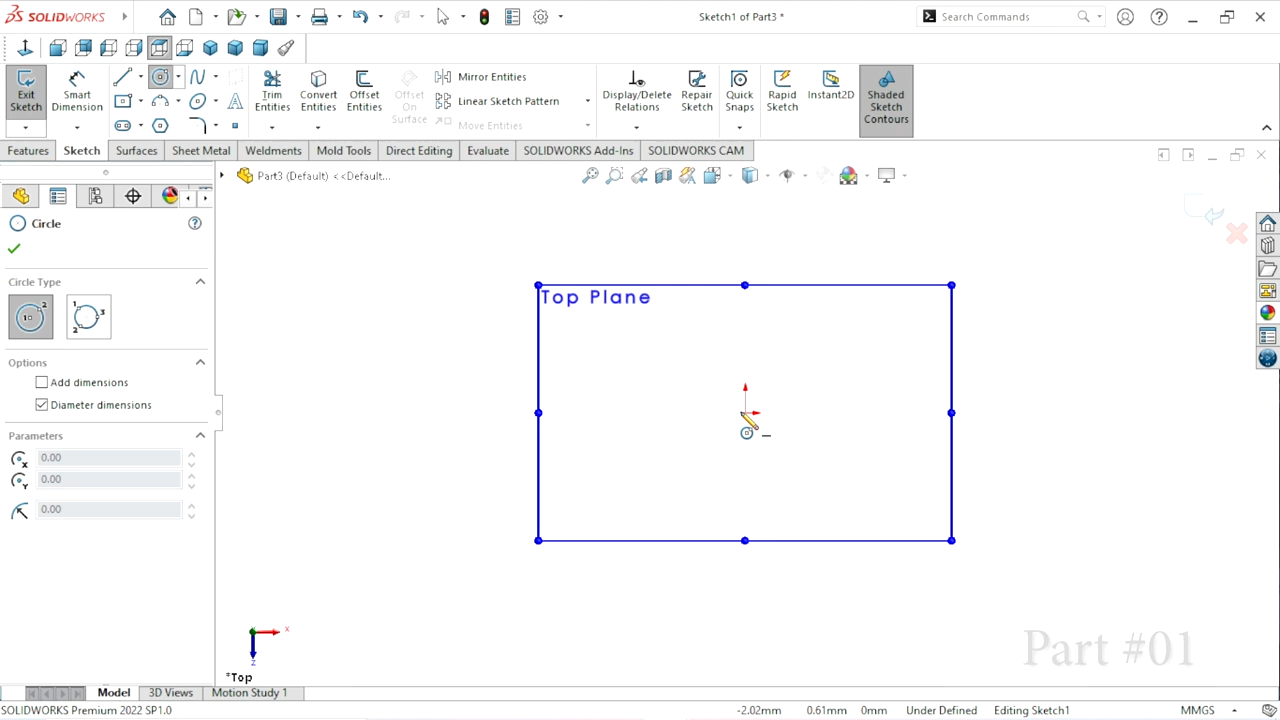 SOLIDWORKS
Sketch1 of Part3 *
Search Commands
Exit Sketch
Smart Dimension
Trim Entities
Convert Entities
Offset Entities
Offset On Surface
Mirror Entities
Linear Sketch Pattern
Move Entities
Display/Delete Relations
Repair Sketch
Quick Snaps
Rapid Sketch
Instant2D
Shaded Sketch Contours
Features
Sketch
Surfaces
Sheet Metal
Weldments
Mold Tools
Direct Editing
Evaluate
SOLIDWORKS Add-Ins
SOLIDWORKS CAM
Part3 (Default) <<Default...
Circle
Circle Type
Options
Add dimensions
Diameter dimensions
Parameters
0.00
0.00
0.00
Top Plane
x
z
*Top
Part #01
Model
3D Views
Motion Study 1
SOLIDWORKS Premium 2022 SP1.0
-2.02mm
0.61mm
0mm
Under Defined
Editing Sketch1
MMGS